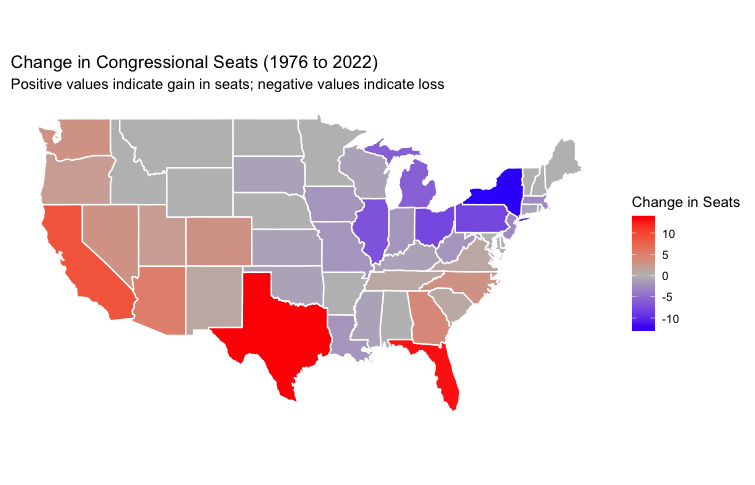 Change in Congressional Seats (1976 to 2022)
Positive values indicate gain in seats; negative values indicate loss
Change in Seats
10
5
0
-5
-10